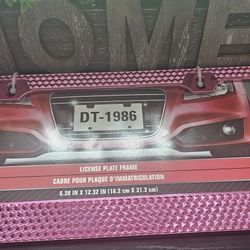 HOME
DT-1986
LICENSE PLATE FRAME
CADRE POUR PLAQUE D'IMMATRICULATION
6.38 IN X 12.32 IN (16.2 cm X 31.3 cm)